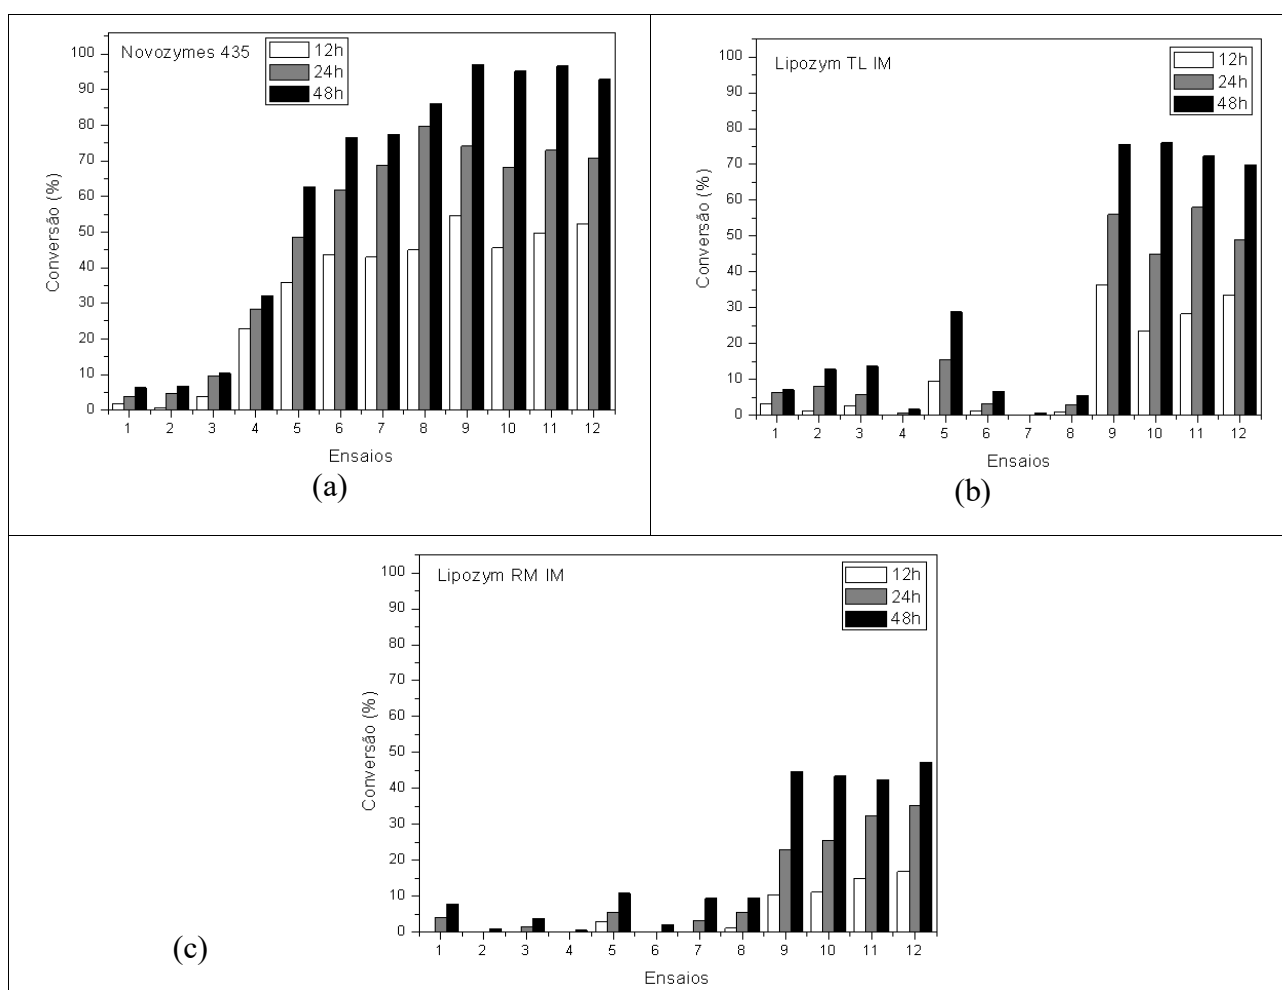 Novozymes 435
12h
24h
48h
100
90
80
70
60
50
40
30
20
10
0
Conversão (%)
1 2 3 4 5 6 7 8 9 10 11 12
Ensaios
(a)
Lipozym TL IM
12h
24h
48h
100
90
80
70
60
50
40
30
20
10
0
Conversão (%)
1 2 3 4 5 6 7 8 9 10 11 12
Ensaios
(b)
Lipozym RM IM
12h
24h
48h
100
90
80
70
60
50
40
30
20
10
0
Conversão (%)
1 2 3 4 5 6 7 8 9 10 11 12
Ensaios
(c)